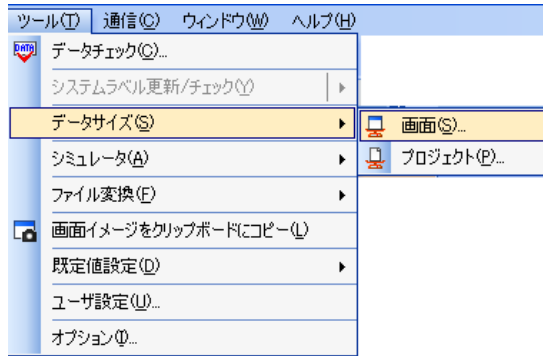 ツール(T) 通信(C) ウィンドウ(W) ヘルプ(H)
DATA データチェック(C)...
システムラベル更新/チェック(Y)
データサイズ(S)
画面(S)...
プロジェクト(P)...
シミュレータ(A)
ファイル変換(F)
画面イメージをクリップボードにコピー(L)
既定値設定(D)
ユーザ設定(U)...
オプション(I)...